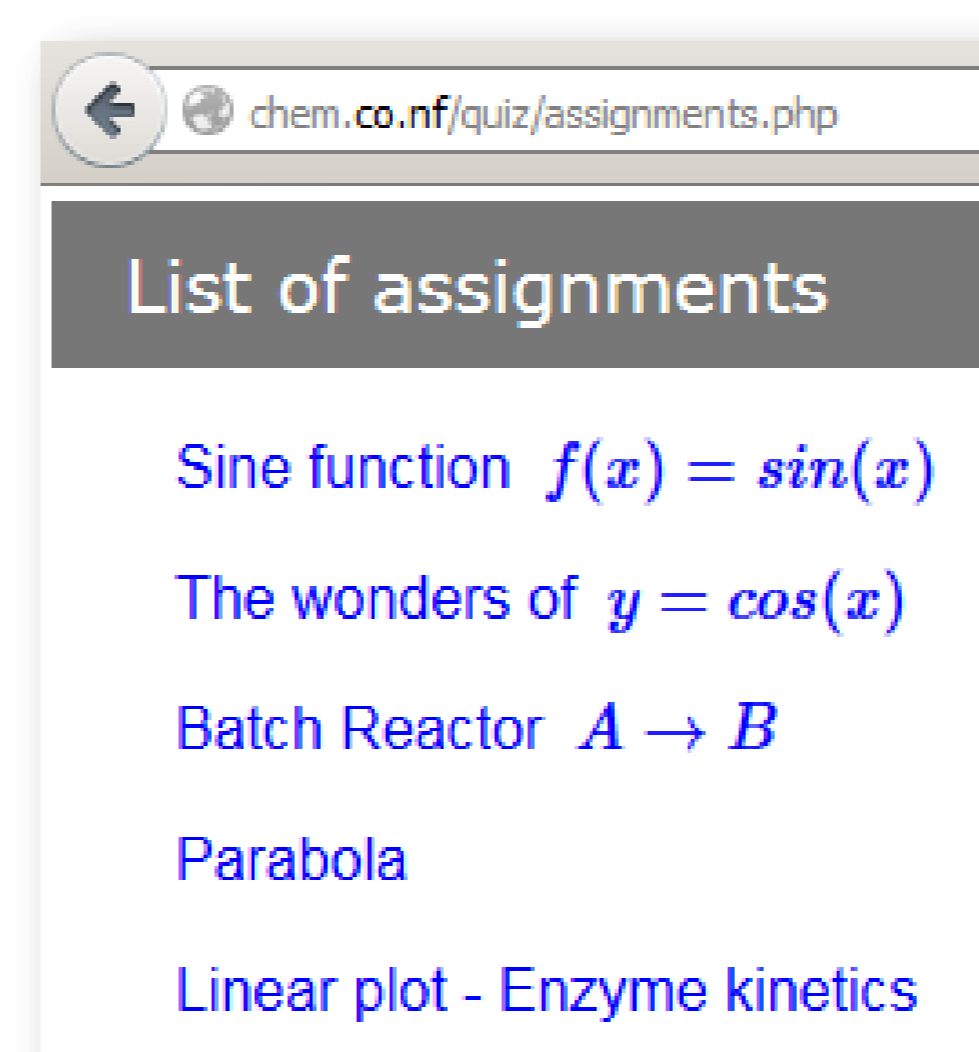 chem.co.nf/quiz/assignments.php
List of assignments
Sine function f(x) = sin(x)
The wonders of y = cos(x)
Batch Reactor A → B
Parabola
Linear plot - Enzyme kinetics